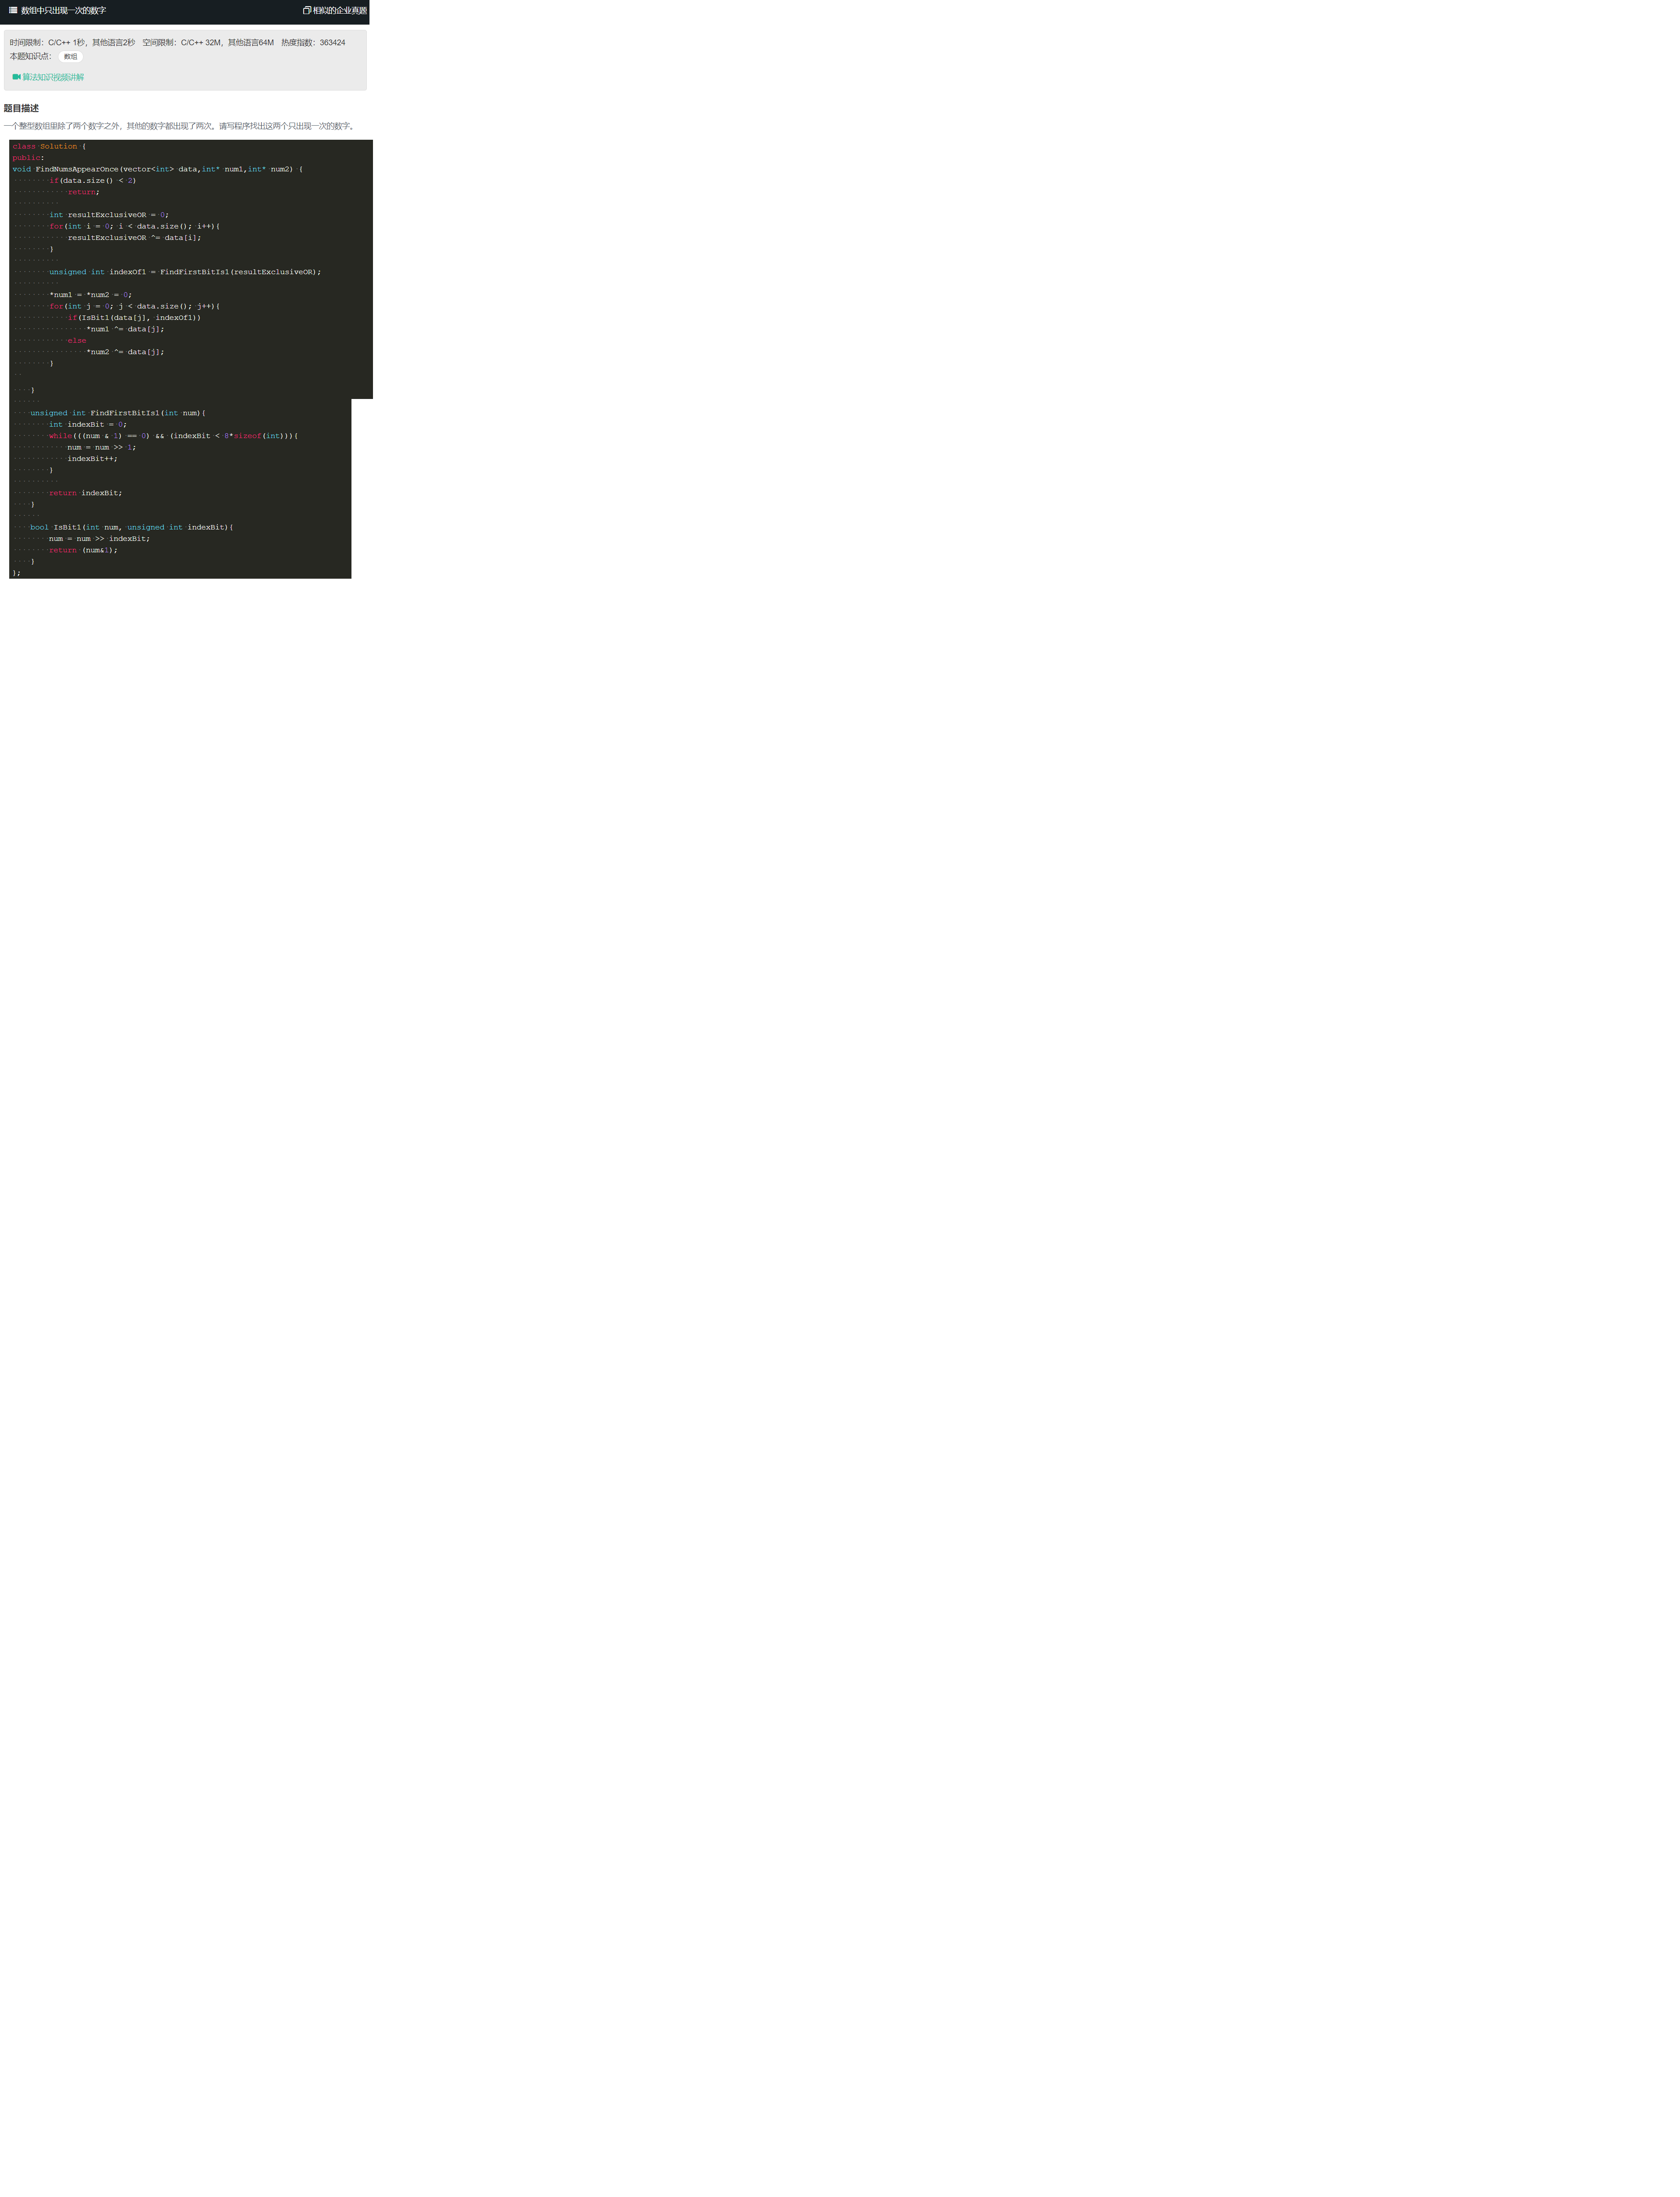 数组中只出现一次的数字 相似的企业真题
时间限制：C/C++ 1秒，其他语言2秒 空间限制：C/C++ 32M，其他语言64M 热度指数：363424
本题知识点： 数组
算法知识视频讲解
题目描述
一个整型数组里除了两个数字之外，其他的数字都出现了两次。请写程序找出这两个只出现一次的数字。
class Solution {
public:
void FindNumsAppearOnce(vector<int> data,int* num1,int* num2) {
        if(data.size() < 2)
            return;
        int resultExclusiveOR = 0;
        for(int i = 0; i < data.size(); i++){
            resultExclusiveOR ^= data[i];
        }
        unsigned int indexOf1 = FindFirstBitIs1(resultExclusiveOR);
        *num1 = *num2 = 0;
        for(int j = 0; j < data.size(); j++){
            if(IsBit1(data[j], indexOf1))
                *num1 ^= data[j];
            else
                *num2 ^= data[j];
        }
    }
    unsigned int FindFirstBitIs1(int num){
        int indexBit = 0;
        while(((num & 1) == 0) && (indexBit < 8*sizeof(int))){
            num = num >> 1;
            indexBit++;
        }
        return indexBit;
    }
    bool IsBit1(int num, unsigned int indexBit){
        num = num >> indexBit;
        return (num&1);
    }
};